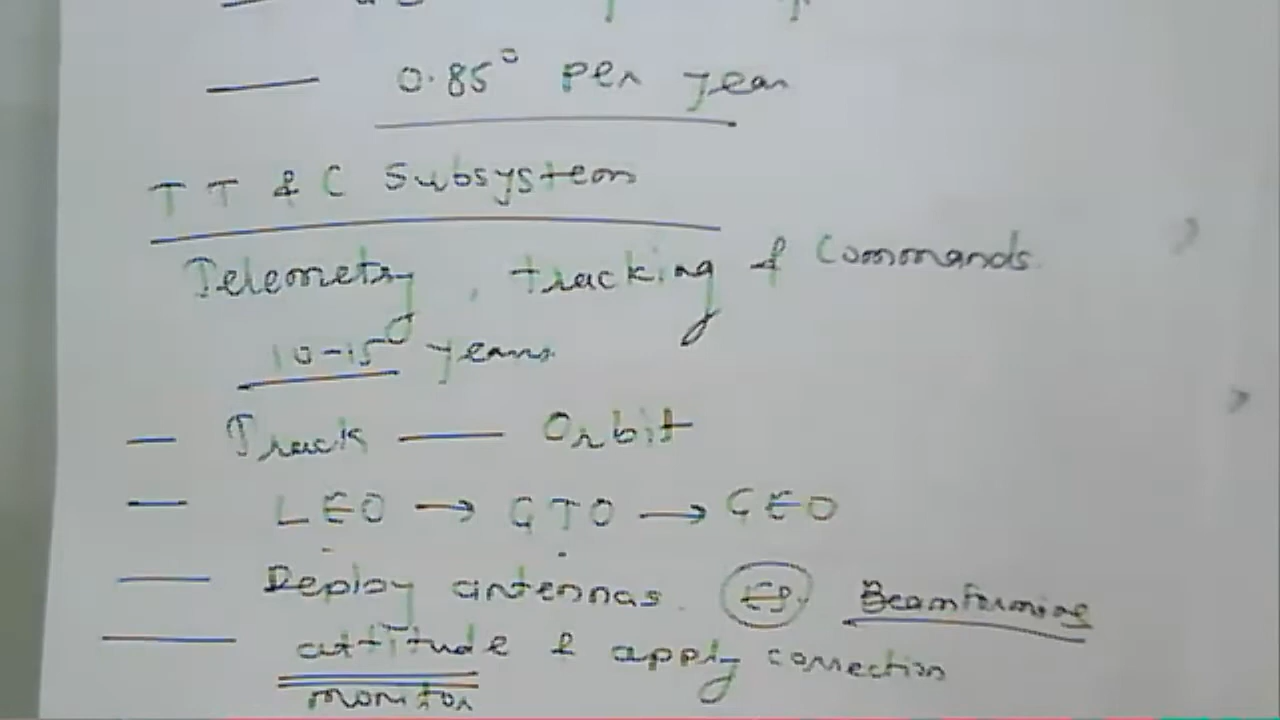 — 0.85° per year
T T & C Subsystem
Telemetry, tracking & Commands
10-15 years
— Track — Orbit
— LEO → GTO → GEO
— Deploy antennas. Eg. Beamforming
— attitude & apply correction
monitor